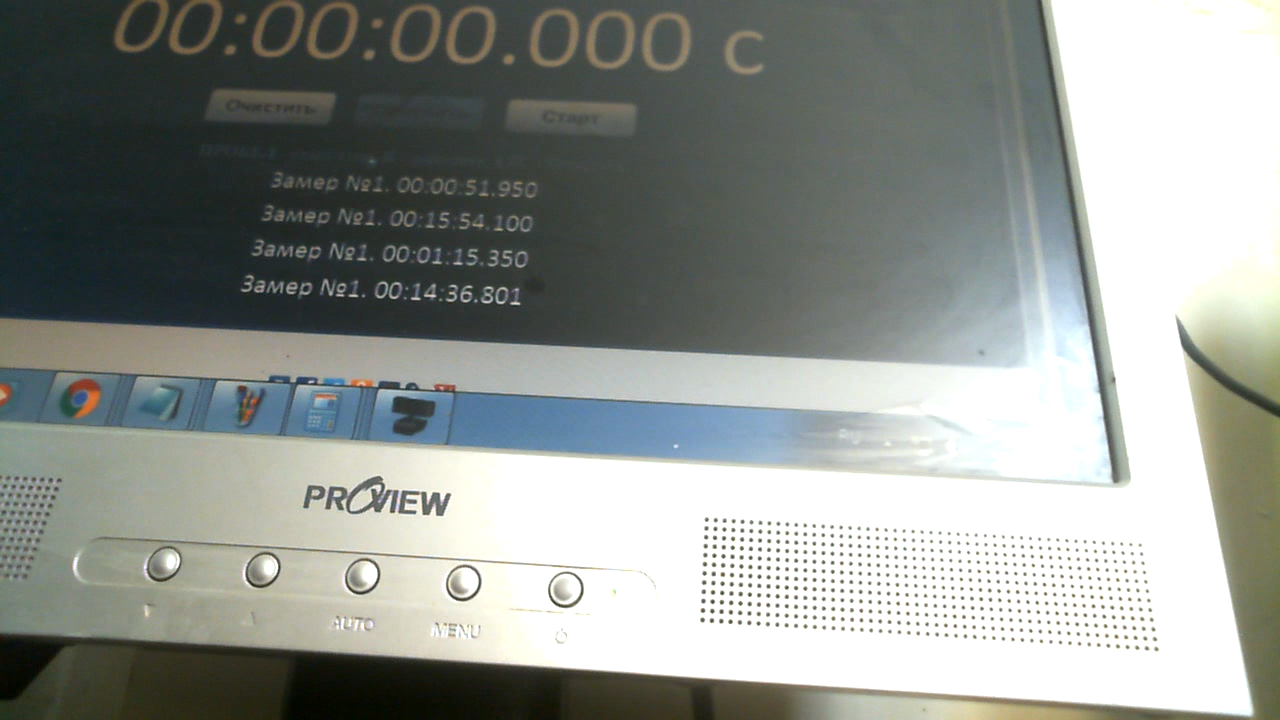 00:00:00.000 с
Очистить
Старт
Замер №1. 00:00:51.950
Замер №1. 00:15:54.100
Замер №1. 00:01:15.350
Замер №1. 00:14:36.801
PROVIEW
AUTO MENU